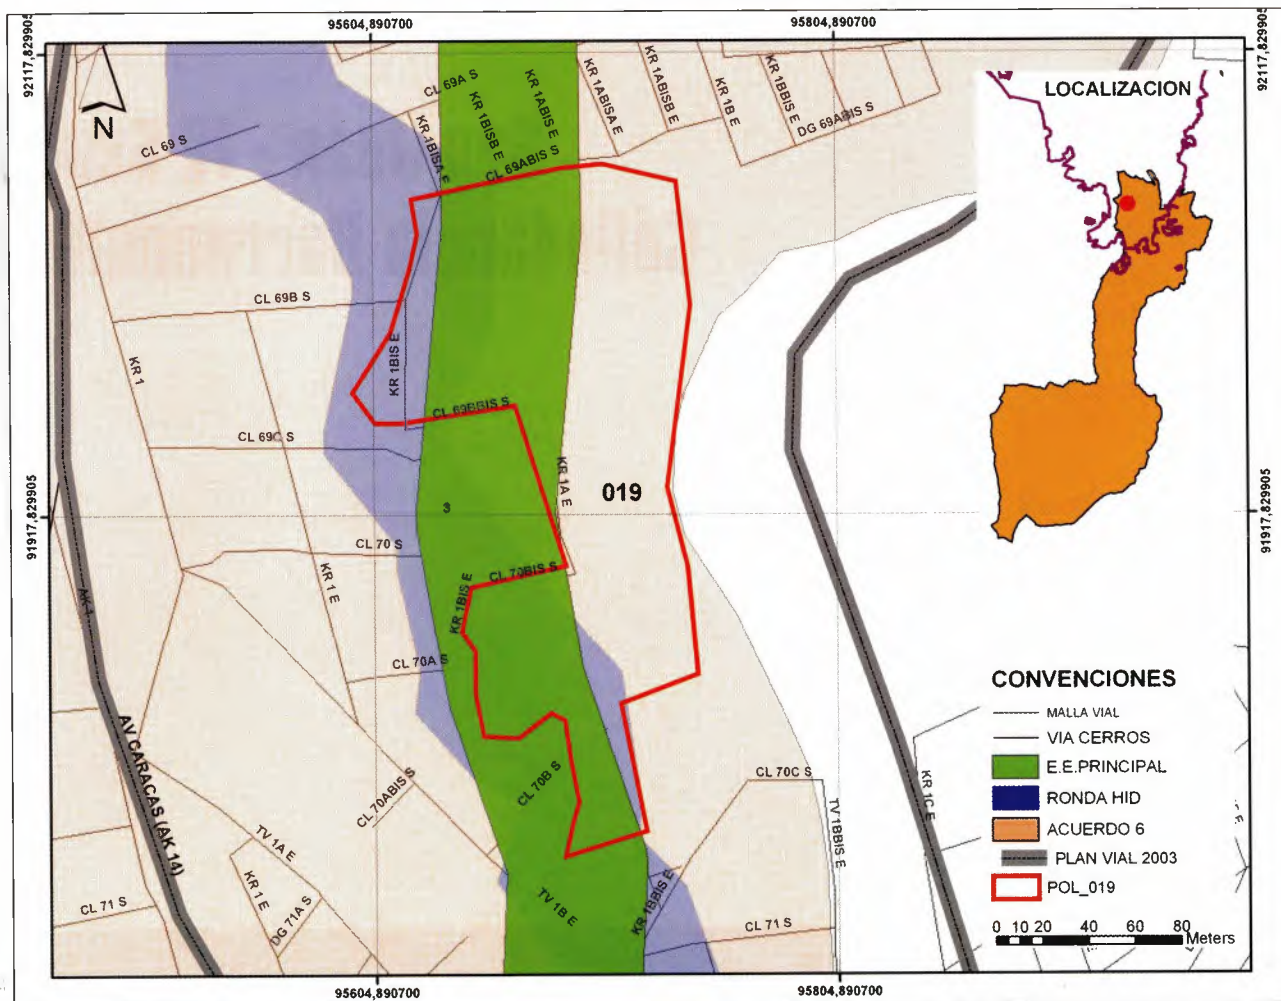 95604,890700
95804,890700
92117,829905
92117,829905
LOCALIZACION
N
CL 69A S
KR 1BISA E
KR 1BISB E
KR 1ABIS E
KR 1ABISA E
KR 1ABISB E
KR 1B E
KR 1BBIS E
DG 69ABIS S
CL 69 S
CL 69ABIS S
CL 69B S
KR 1BIS E
KR 1
CL 69BBIS S
CL 69C S
KR 1A E
019
3
91917,829905
91917,829905
CL 70 S
CL 70BIS S
KR 1 E
KR 1BIS E
AK 1
CL 70A S
AV CARACAS (AK 14)
CL 70ABIS S
CL 70B S
CL 70C S
TV 1BBIS E
KR 1C E
TV 1A E
KR 1 E
DG 71A S
CL 71 S
TV 1B E
KR 1BBIS E
CL 71 S
CONVENCIONES
MALLA VIAL
VIA CERROS
E.E.PRINCIPAL
RONDA HID
ACUERDO 6
PLAN VIAL 2003
POL_019
0 10 20 40 60 80
Meters
95604,890700
95804,890700